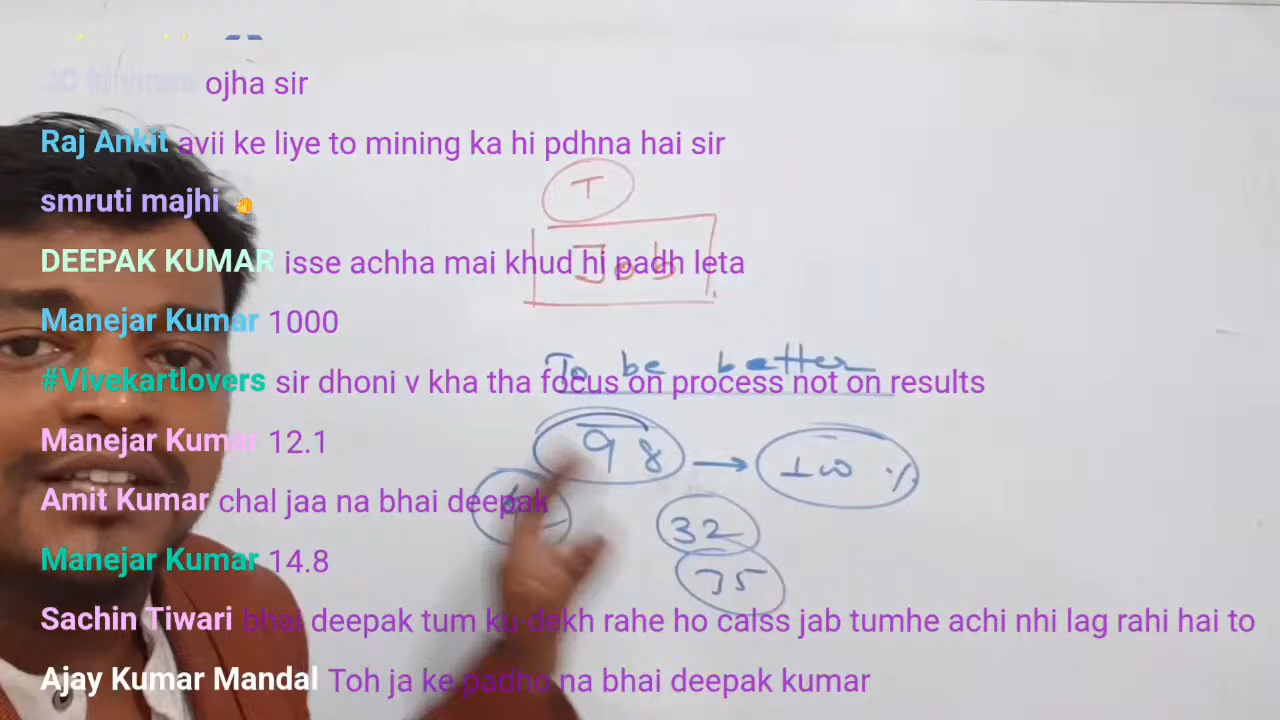 ojha sir
Raj Ankit avii ke liye to mining ka hi pdhna hai sir
smruti majhi
T
DEEPAK KUMAR isse achha mai khud hi padh leta
Job
Manejar Kumar 1000
To be better
#Vivekartlovers sir dhoni v kha tha focus on process not on results
Manejar Kumar 12.1
98 → 100 %
Amit Kumar chal jaa na bhai deepak
32
Manejar Kumar 14.8
35
Sachin Tiwari bhai deepak tum ku dekh rahe ho calss jab tumhe achi nhi lag rahi hai to
Ajay Kumar Mandal Toh ja ke padho na bhai deepak kumar